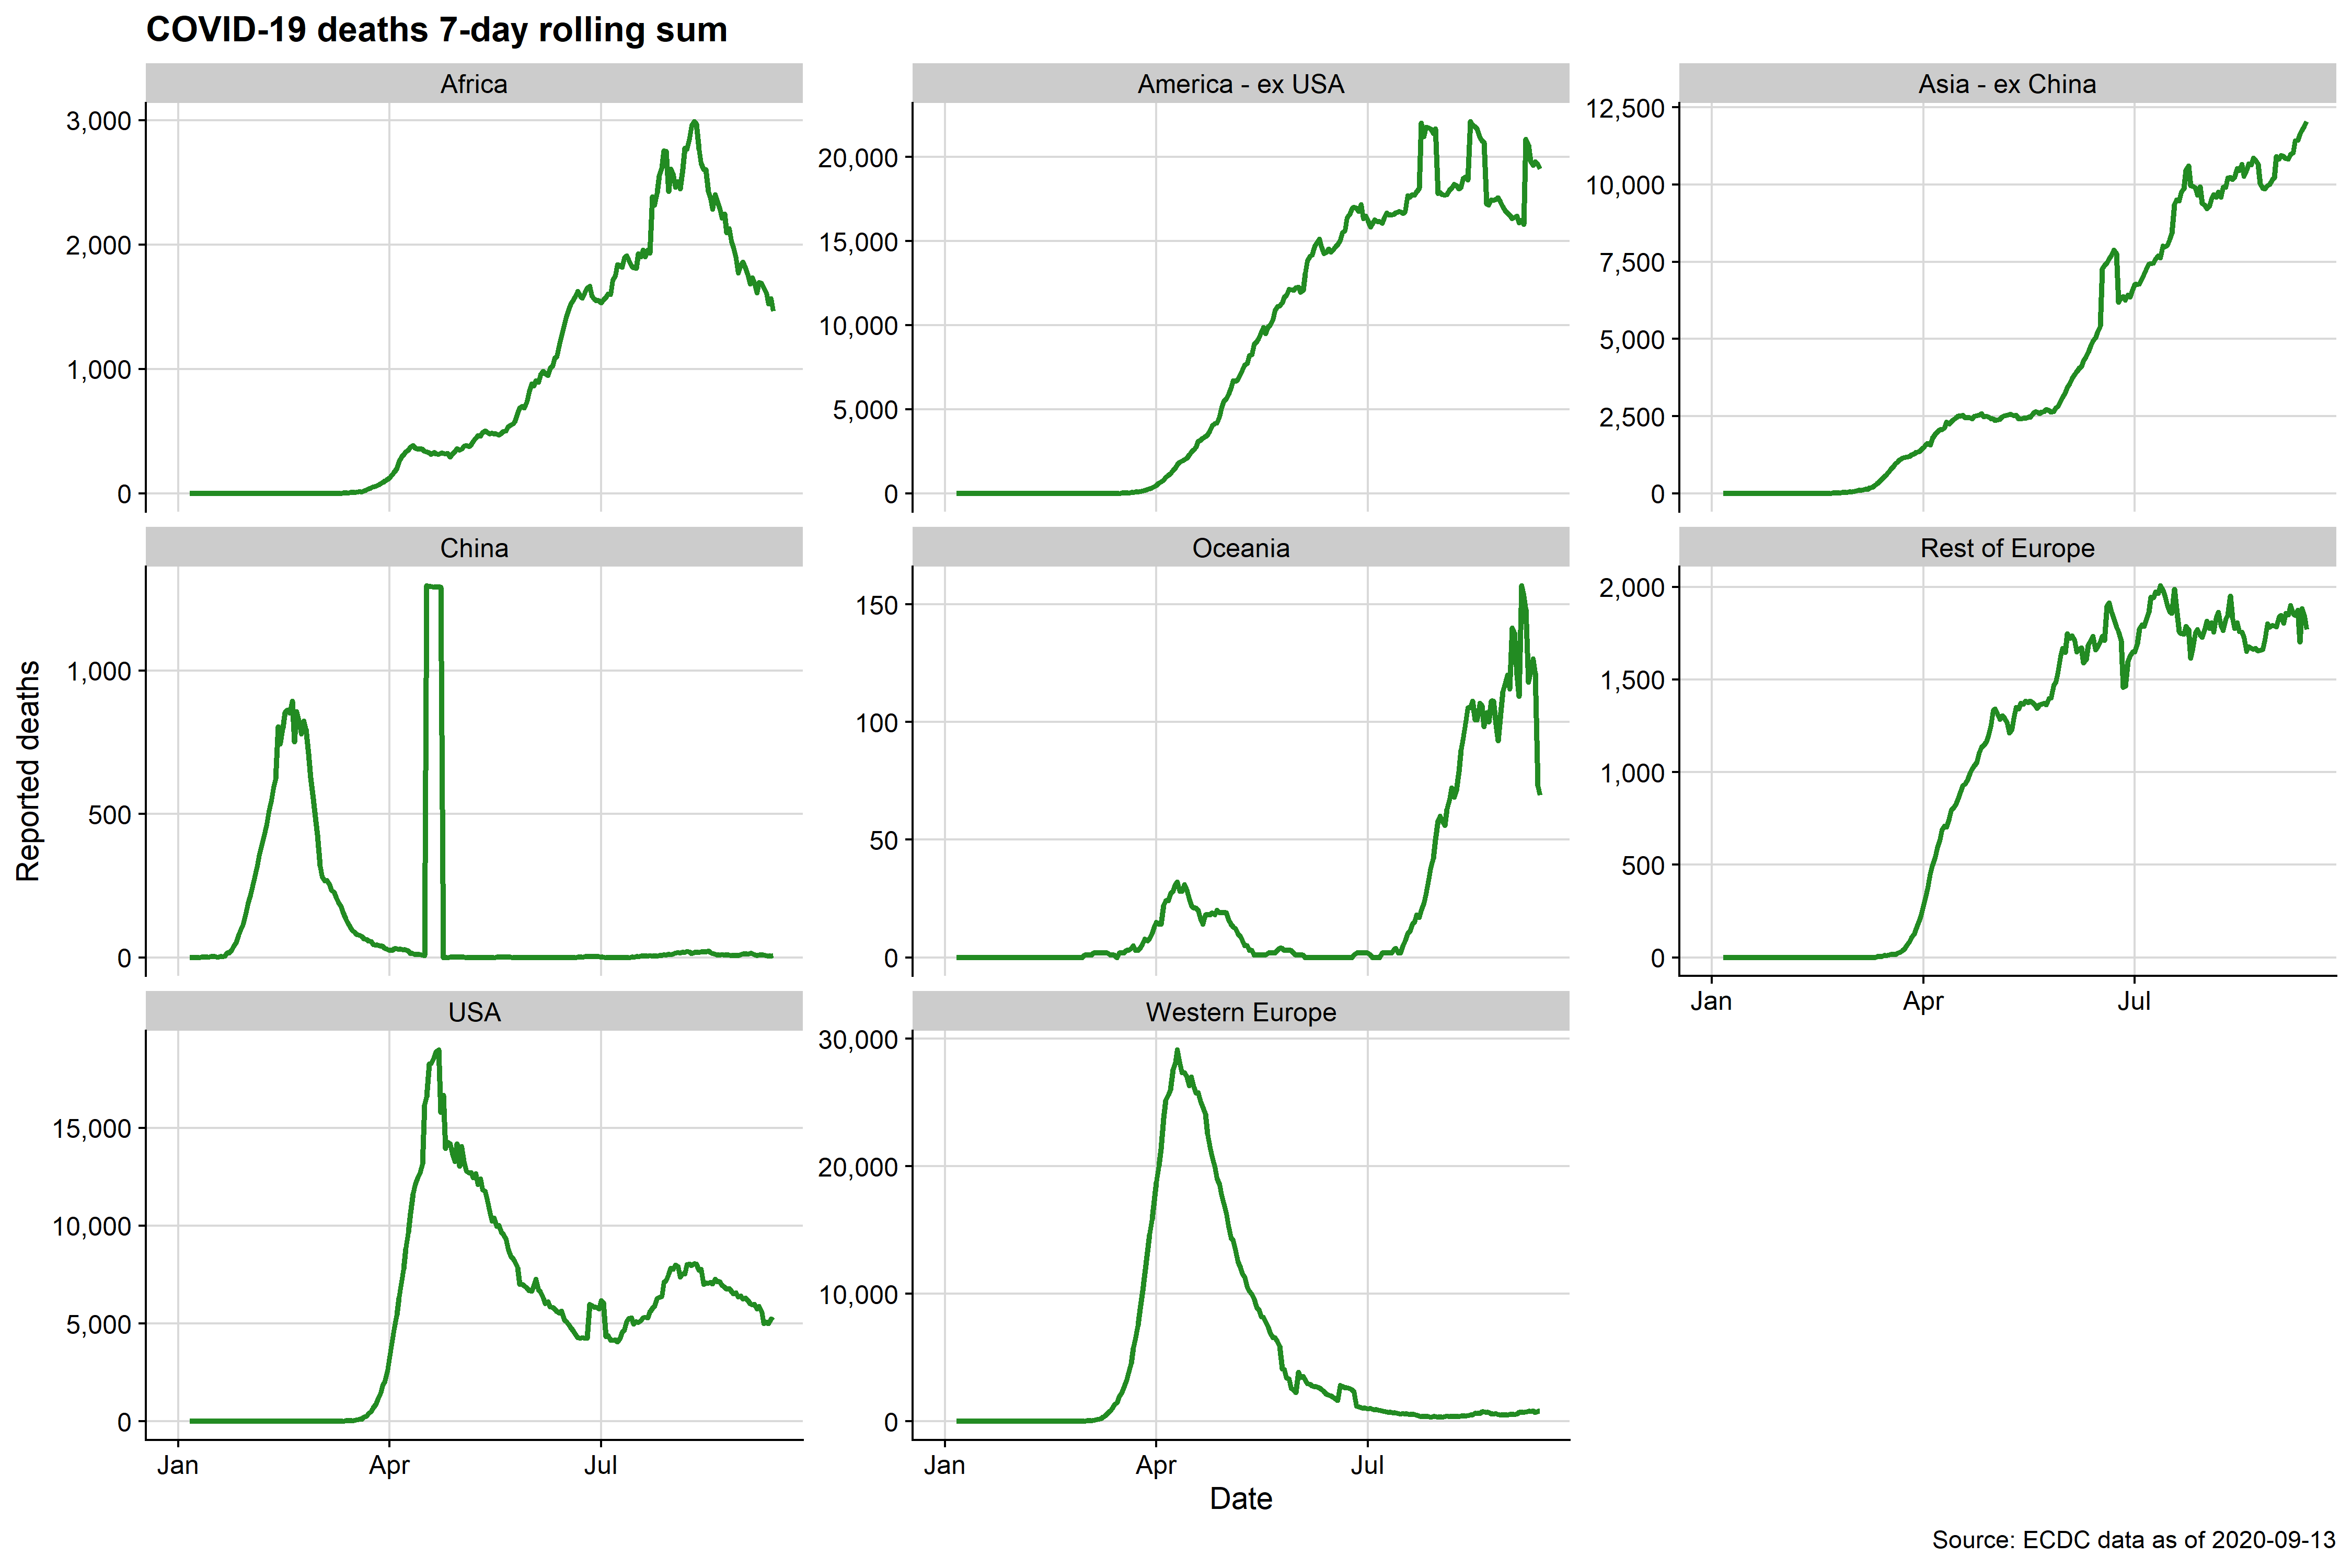 COVID-19 deaths 7-day rolling sum
Africa
3,000
2,000
1,000
0
America - ex USA
20,000
15,000
10,000
5,000
0
Asia - ex China
12,500
10,000
7,500
5,000
2,500
0
Reported deaths
China
1,000
500
0
Oceania
150
100
50
0
Rest of Europe
2,000
1,500
1,000
500
0
Jan Apr Jul
USA
15,000
10,000
5,000
0
Jan Apr Jul
Western Europe
30,000
20,000
10,000
0
Jan Apr Jul
Date
Source: ECDC data as of 2020-09-13